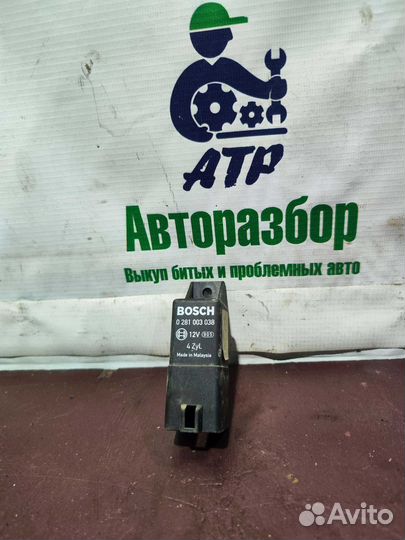 ATP
Авторазбор
Выкуп битых и проблемных авто
BOSCH
0 281 003 038
12V
4 Zyl.
Made in Malaysia
Avito